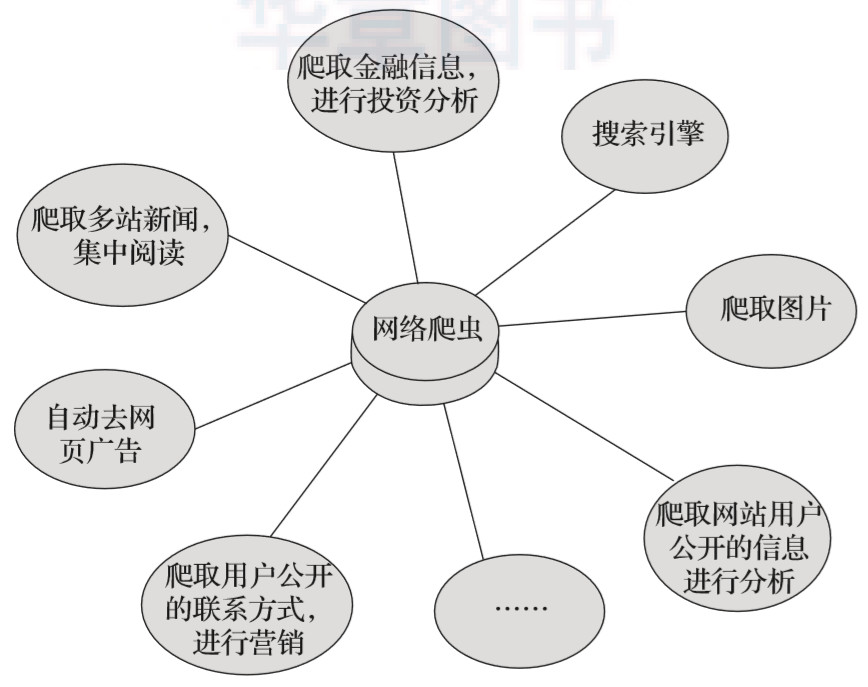 华章图书
爬取金融信息，
进行投资分析
搜索引擎
爬取多站新闻，
集中阅读
网络爬虫
爬取图片
自动去网
页广告
爬取网站用户
公开的信息
进行分析
爬取用户公开
的联系方式，
进行营销
……